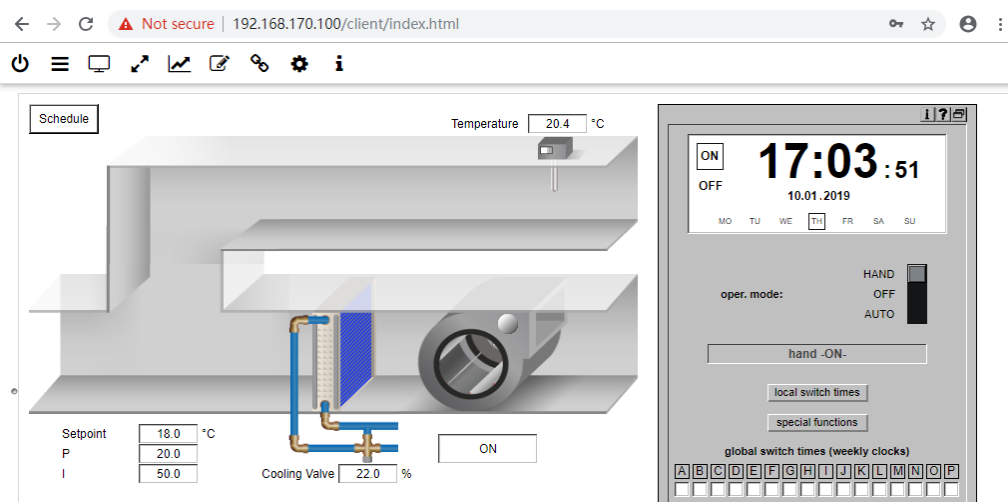 Not secure | 192.168.170.100/client/index.html
Schedule
Temperature 20.4 °C
i ?
ON
OFF
17:03:51
10.01.2019
MO TU WE TH FR SA SU
oper. mode:
HAND
OFF
AUTO
hand -ON-
local switch times
special functions
global switch times (weekly clocks)
A B C D E F G H I J K L M N O P
Setpoint 18.0 °C
P 20.0
I 50.0
Cooling Valve 22.0 %
ON